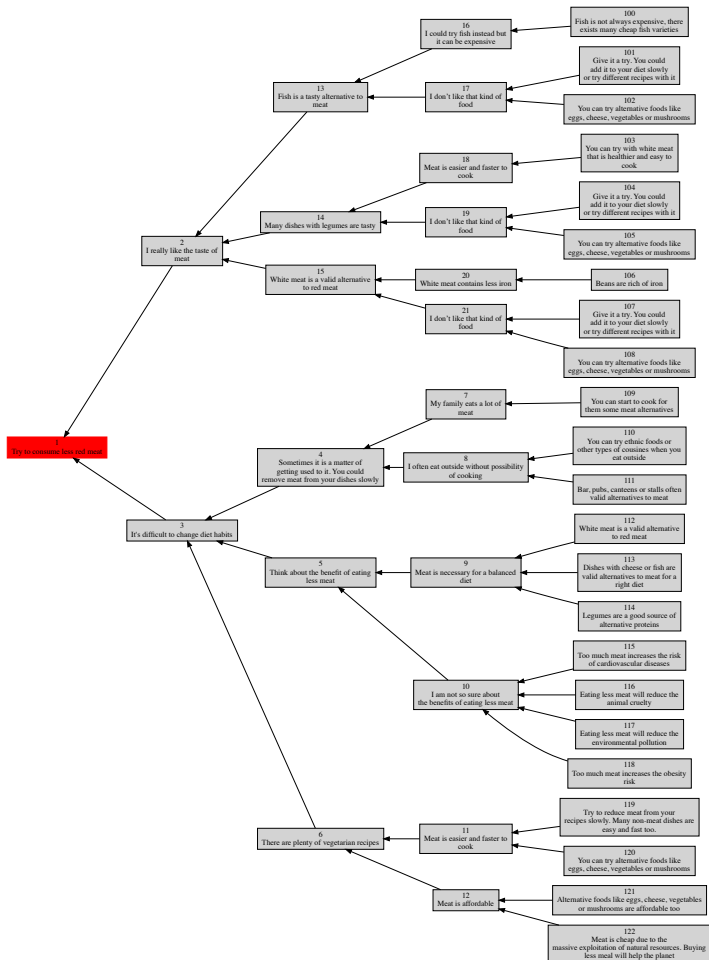 16
I could try fish instead but
it can be expensive
100
Fish is not always expensive, there
exists many cheap fish varieties
13
Fish is a tasty alternative to
meat
17
I don't like that kind of
food
101
Give it a try. You could
add it to your diet slowly
or try different recipes with it
102
You can try alternative foods like
eggs, cheese, vegetables or mushrooms
18
Meat is easier and faster to
cook
103
You can try with white meat
that is healthier and easy to
cook
14
Many dishes with legumes are tasty
19
I don't like that kind of
food
104
Give it a try. You could
add it to your diet slowly
or try different recipes with it
105
You can try alternative foods like
eggs, cheese, vegetables or mushrooms
2
I really like the taste of
meat
15
White meat is a valid alternative
to red meat
20
White meat contains less iron
106
Beans are rich of iron
21
I don't like that kind of
food
107
Give it a try. You could
add it to your diet slowly
or try different recipes with it
108
You can try alternative foods like
eggs, cheese, vegetables or mushrooms
1
Try to consume less red meat
7
My family eats a lot of
meat
109
You can start to cook for
them some meat alternatives
4
Sometimes it is a matter of
getting used to it. You could
remove meat from your dishes slowly
8
I often eat outside without possibility
of cooking
110
You can try ethnic foods or
other types of cousines when you
eat outside
111
Bar, pubs, canteens or stalls often
valid alternatives to meat
3
It's difficult to change diet habits
5
Think about the benefit of eating
less meat
9
Meat is necessary for a balanced
diet
112
White meat is a valid alternative
to red meat
113
Dishes with cheese or fish are
valid alternatives to meat for a
right diet
114
Legumes are a good source of
alternative proteins
10
I am not so sure about
the benefits of eating less meat
115
Too much meat increases the risk
of cardiovascular diseases
116
Eating less meat will reduce the
animal cruelty
117
Eating less meat will reduce the
environmental pollution
118
Too much meat increases the obesity
risk
6
There are plenty of vegetarian recipes
11
Meat is easier and faster to
cook
119
Try to reduce meat from your
recipes slowly. Many non-meat dishes are
easy and fast too.
120
You can try alternative foods like
eggs, cheese, vegetables or mushrooms
12
Meat is affordable
121
Alternative foods like eggs, cheese, vegetables
or mushrooms are affordable too
122
Meat is cheap due to the
massive exploitation of natural resources. Buying
less meal will help the planet